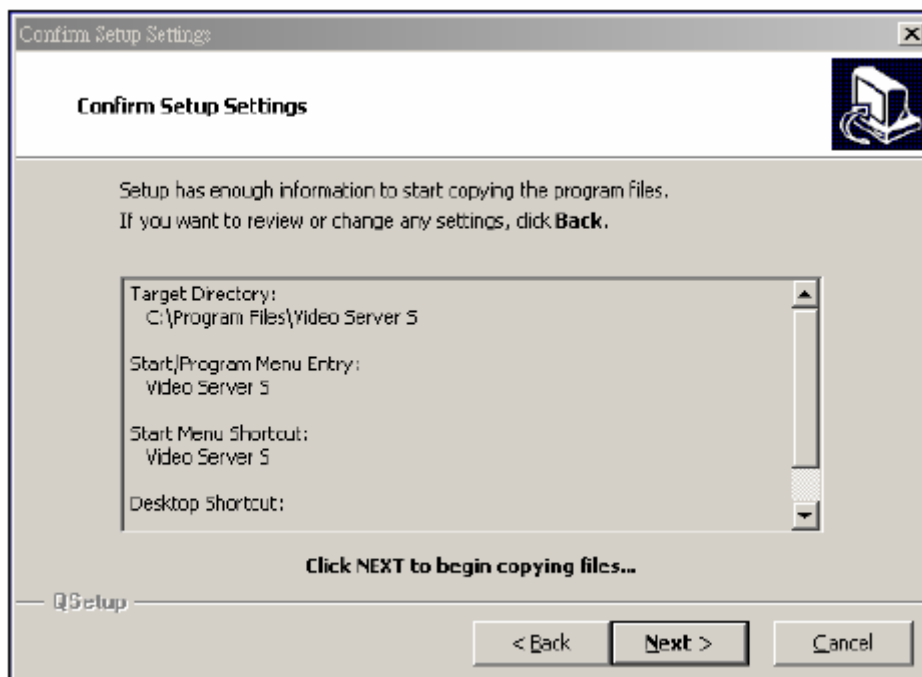 Confirm Setup Settings
Confirm Setup Settings
Setup has enough information to start copying the program files.
If you want to review or change any settings, click Back.
Target Directory:
C:\Program Files\Video Server S
Start/Program Menu Entry:
Video Server S
Start Menu Shortcut:
Video Server S
Desktop Shortcut:
Click NEXT to begin copying files...
QSetup
< Back
Next >
Cancel